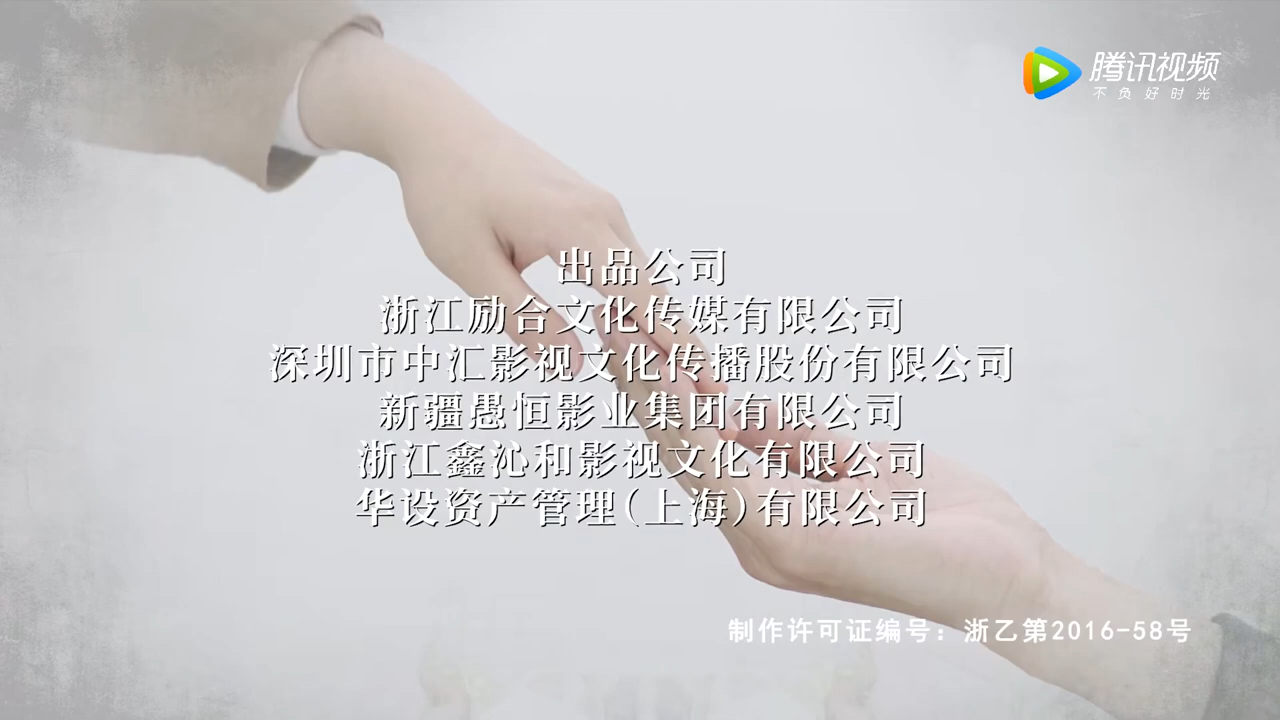 腾讯视频
不负好时光
出品公司
浙江励合文化传媒有限公司
深圳市中汇影视文化传播股份有限公司
新疆愚恒影业集团有限公司
浙江鑫沁和影视文化有限公司
华设资产管理(上海)有限公司
制作许可证编号：浙乙第2016-58号